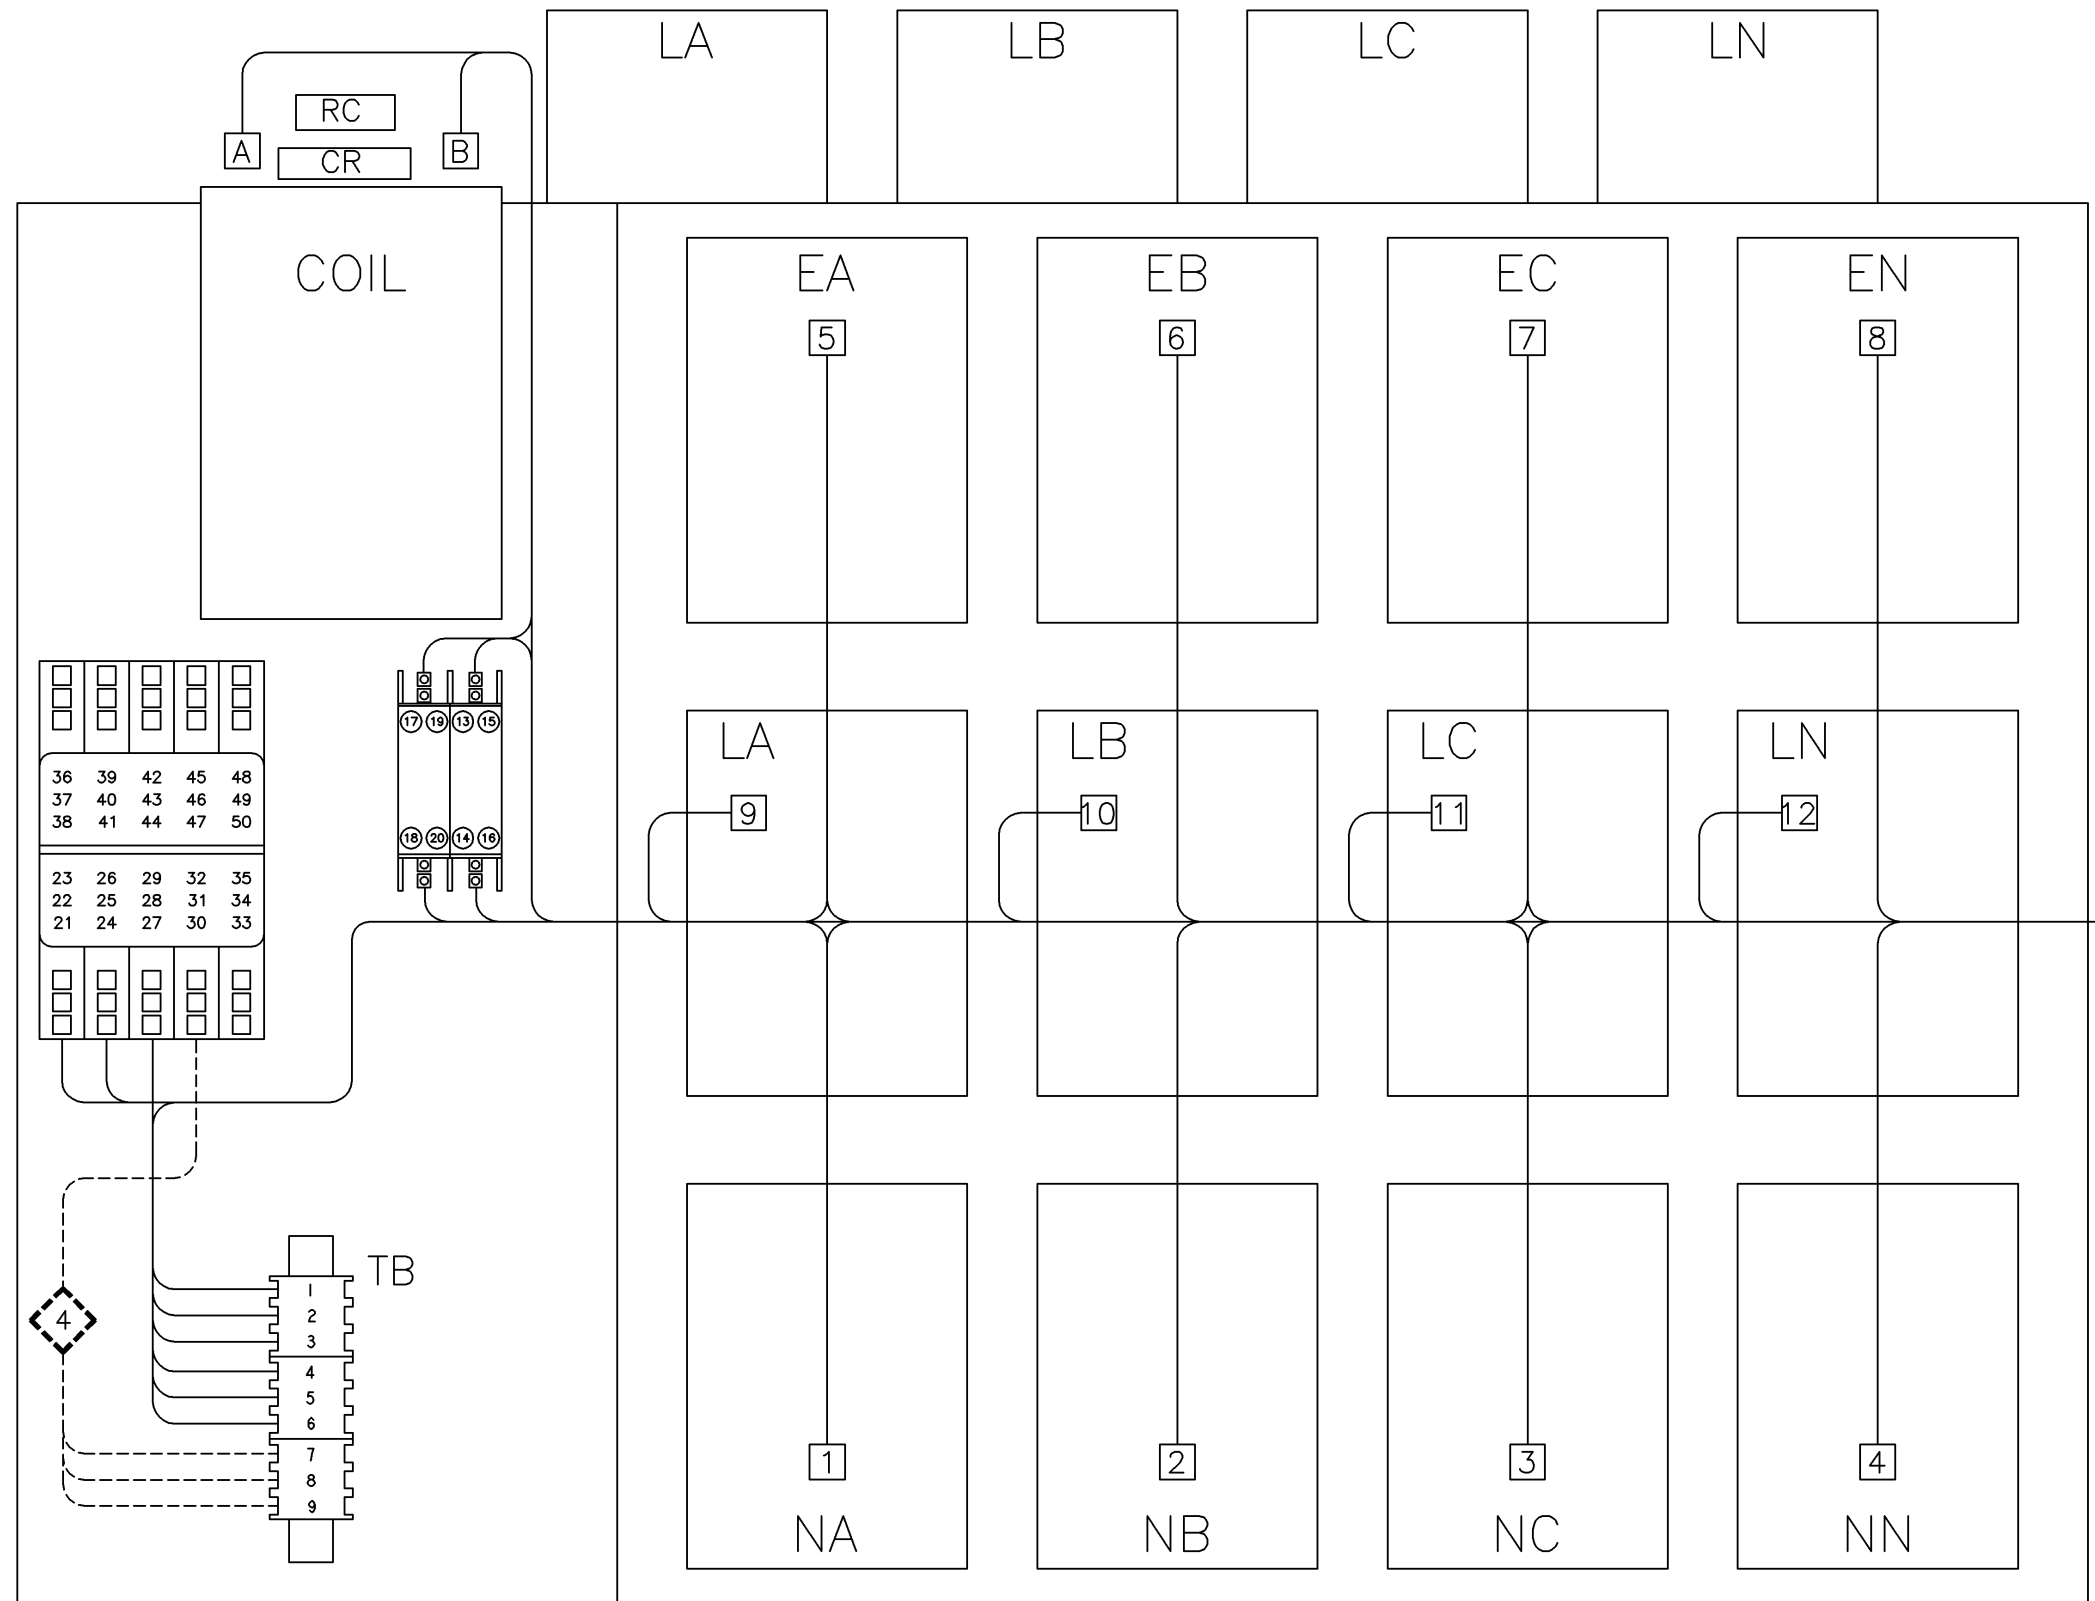 LA LB LC LN
RC
A CR B
COIL EA EB EC EN
5 6 7 8
17 19 13 15
LA LB LC LN
36 39 42 45 48
37 40 43 46 49
38 41 44 47 50
9 10 11 12
18 20 14 16
23 26 29 32 35
22 25 28 31 34
21 24 27 30 33
TB
1
2
4
3
4
5
6
7
8
9
1 2 3 4
NA NB NC NN